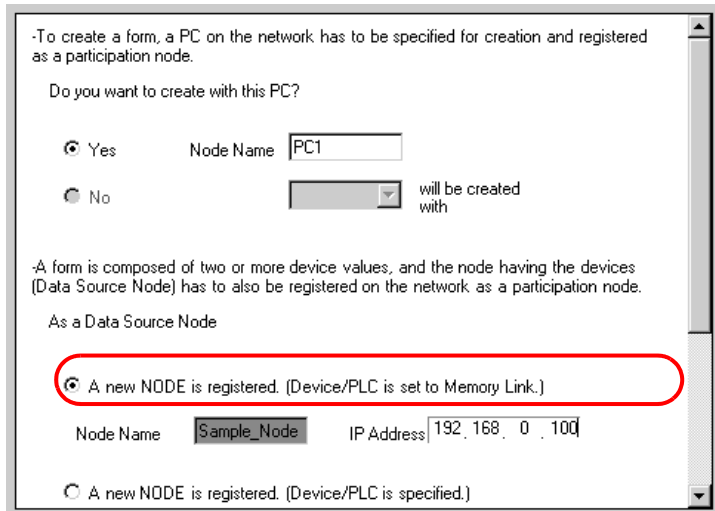 -To create a form, a PC on the network has to be specified for creation and registered
as a participation node.
Do you want to create with this PC?
Yes Node Name PC1
No will be created
with
-A form is composed of two or more device values, and the node having the devices
(Data Source Node) has to also be registered on the network as a participation node.
As a Data Source Node
A new NODE is registered. (Device/PLC is set to Memory Link.)
Node Name Sample_Node IP Address 192. 168. 0 . 100
A new NODE is registered. (Device/PLC is specified.)